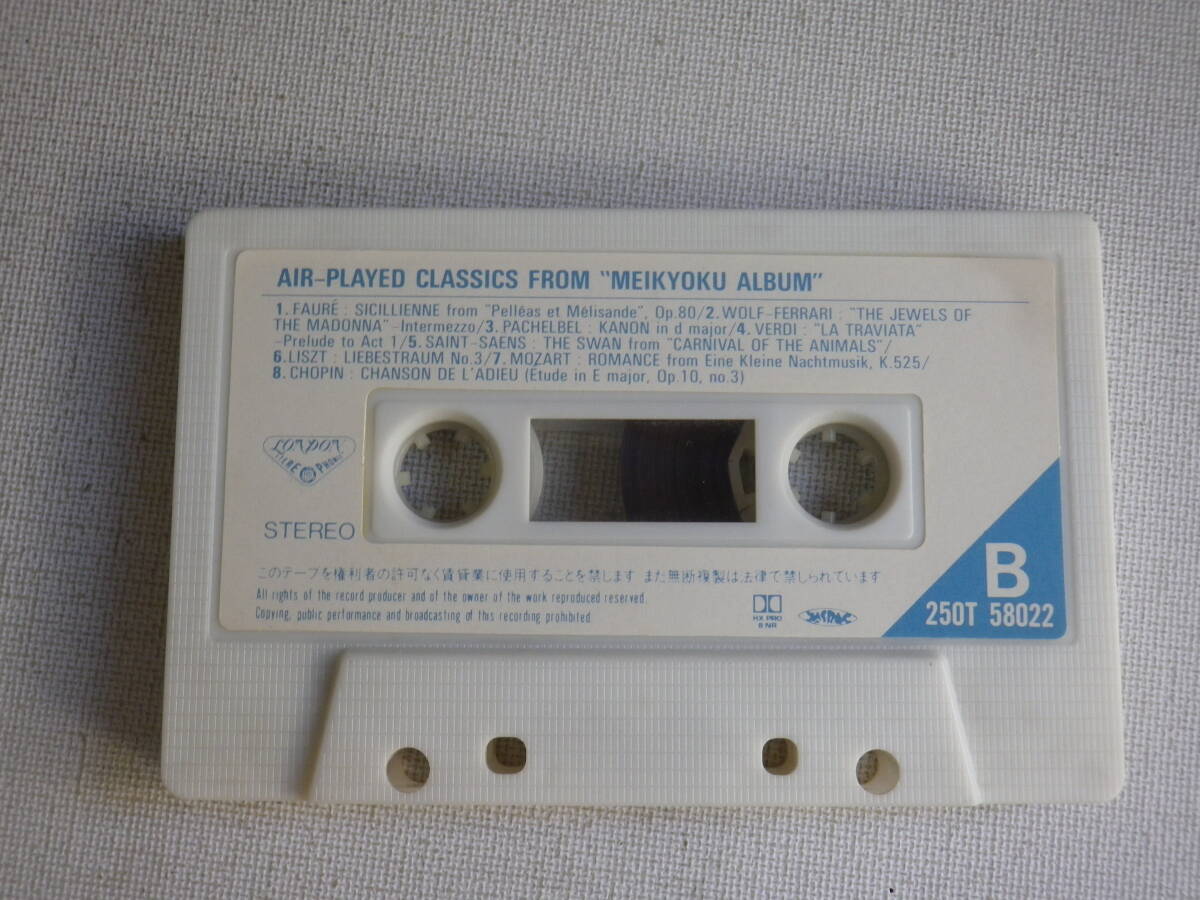 AIR-PLAYED CLASSICS FROM "MEIKYOKU ALBUM"
1. FAURÉ : SICILLIENNE from "Pelléas et Mélisande", Op.80/2. WOLF-FERRARI : "THE JEWELS OF
THE MADONNA"-Intermezzo/3. PACHELBEL : KANON in d major/4. VERDI : "LA TRAVIATA"
-Prelude to Act 1/5. SAINT-SAENS : THE SWAN from "CARNIVAL OF THE ANIMALS"/
6. LISZT : LIEBESTRAUM No.3/7. MOZART : ROMANCE from Eine Kleine Nachtmusik, K.525/
8. CHOPIN : CHANSON DE L'ADIEU (Etude in E major, Op.10, no.3)
LONDON
STEREOPHONIC
STEREO
このテープを権利者の許可なく賃貸業に使用することを禁じます また無断複製は法律で禁じられています
All rights of the record producer and of the owner of the work reproduced reserved.
Copying, public performance and broadcasting of this recording prohibited
HX PRO
B NR
JASRAC
B
250T 58022